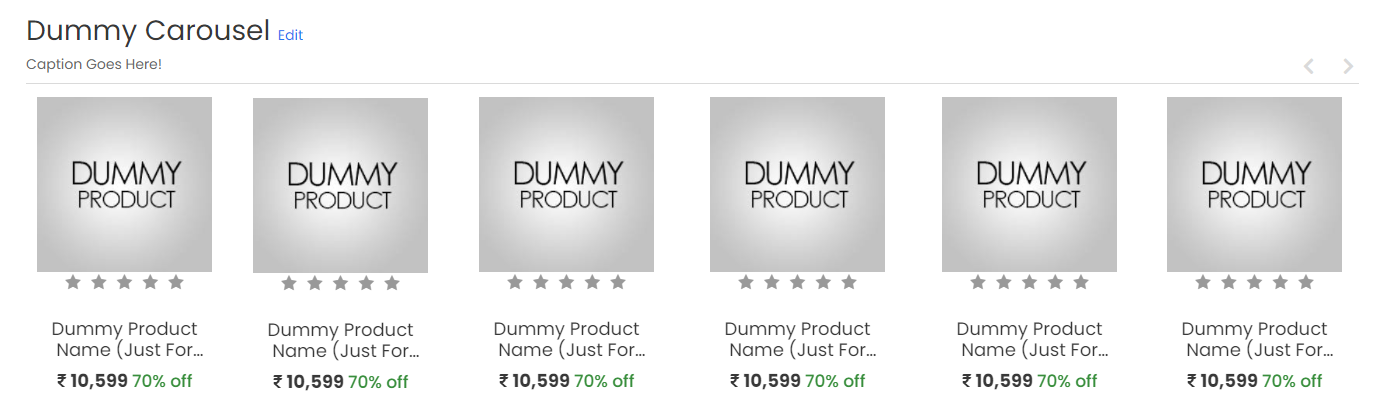 Dummy Carousel Edit
Caption Goes Here!
DUMMY
PRODUCT
Dummy Product
Name (Just For...
₹ 10,599 70% off
DUMMY
PRODUCT
Dummy Product
Name (Just For...
₹ 10,599 70% off
DUMMY
PRODUCT
Dummy Product
Name (Just For...
₹ 10,599 70% off
DUMMY
PRODUCT
Dummy Product
Name (Just For...
₹ 10,599 70% off
DUMMY
PRODUCT
Dummy Product
Name (Just For...
₹ 10,599 70% off
DUMMY
PRODUCT
Dummy Product
Name (Just For...
₹ 10,599 70% off